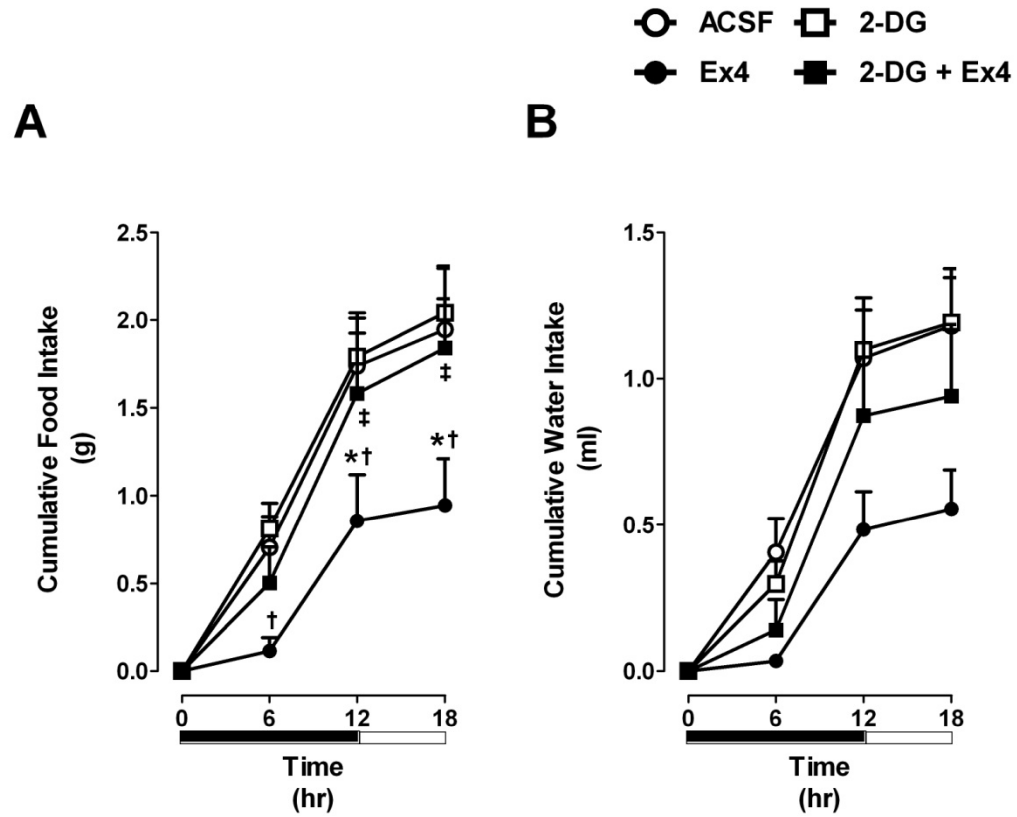 ACSF 2-DG
Ex4 2-DG + Ex4
A
B
Cumulative Food Intake
(g)
2.5
2.0
1.5
1.0
0.5
0.0
‡
‡
*†
*†
†
0 6 12 18
Time
(hr)
Cumulative Water Intake
(ml)
1.5
1.0
0.5
0.0
0 6 12 18
Time
(hr)